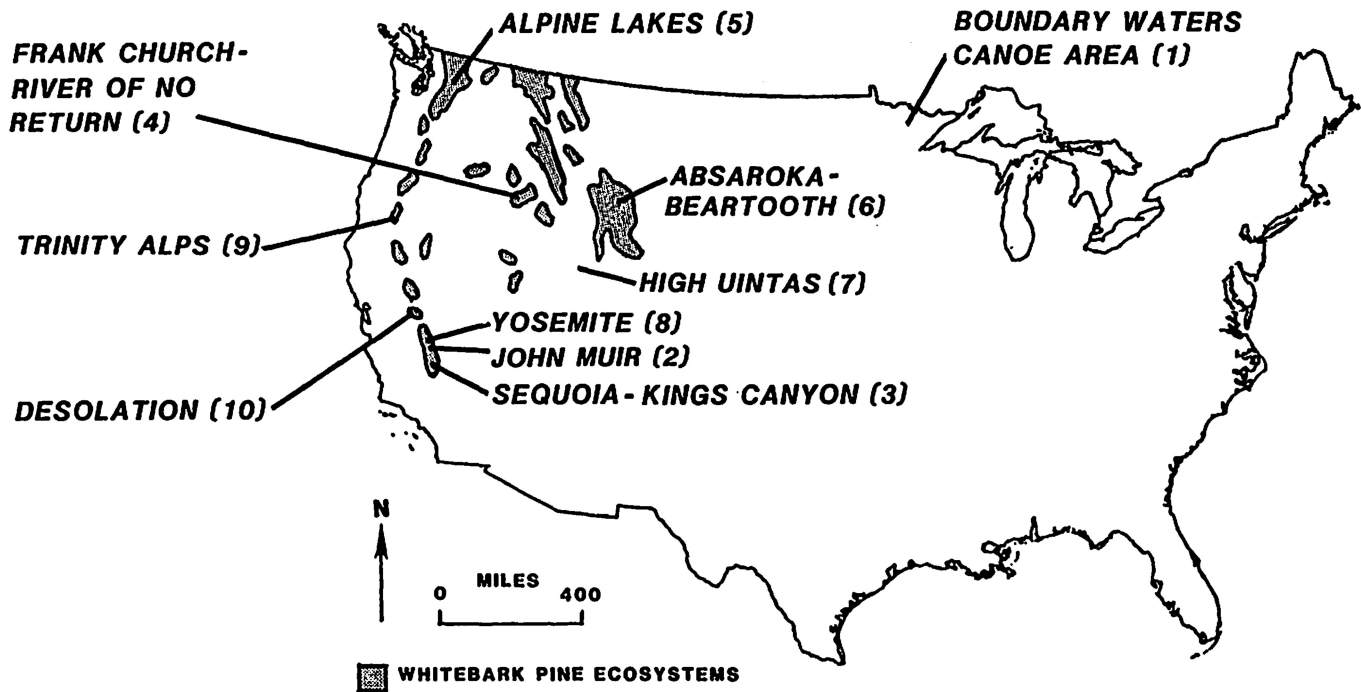 ALPINE LAKES (5)
BOUNDARY WATERS
CANOE AREA (1)
FRANK CHURCH-
RIVER OF NO
RETURN (4)
ABSAROKA-
BEARTOOTH (6)
TRINITY ALPS (9)
HIGH UINTAS (7)
YOSEMITE (8)
JOHN MUIR (2)
SEQUOIA-KINGS CANYON (3)
DESOLATION (10)
N
MILES
0 400
WHITEBARK PINE ECOSYSTEMS